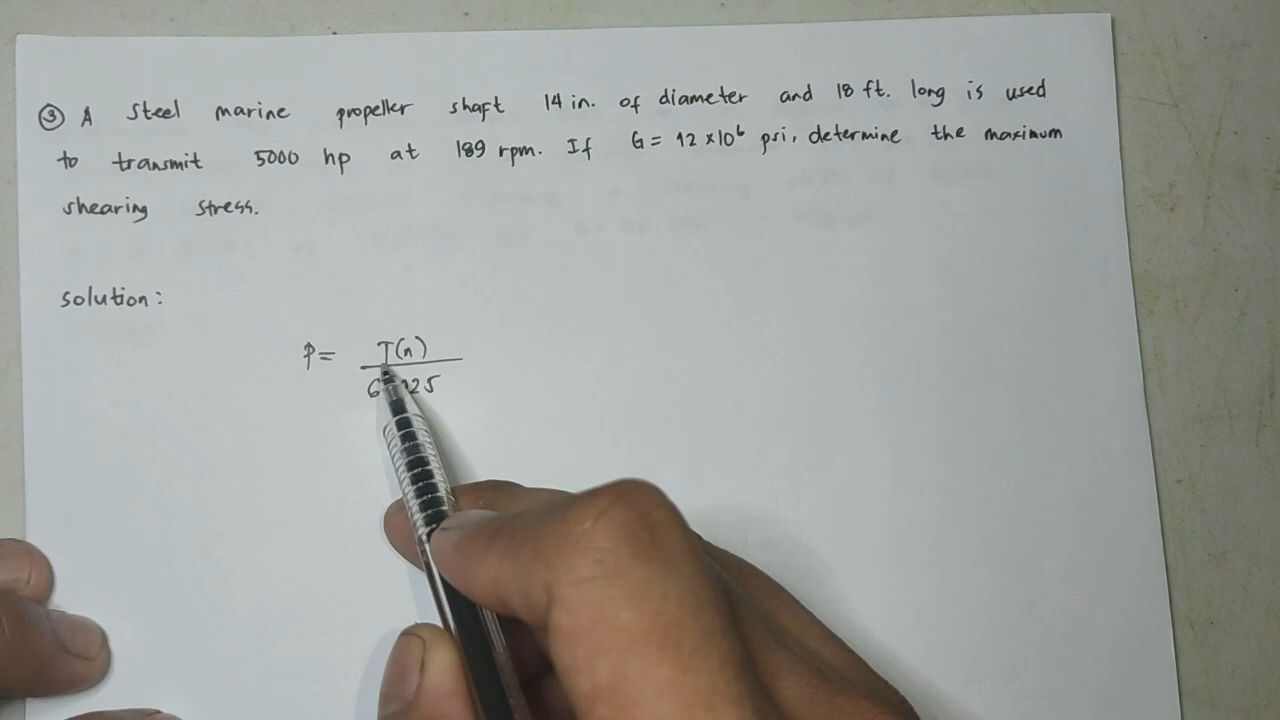 ③ A steel marine propeller shaft 14 in. of diameter and 18 ft. long is used
to transmit 5000 hp at 189 rpm. If G = 12 x10⁶ psi, determine the maximum
shearing stress.
solution:
P = T(n)